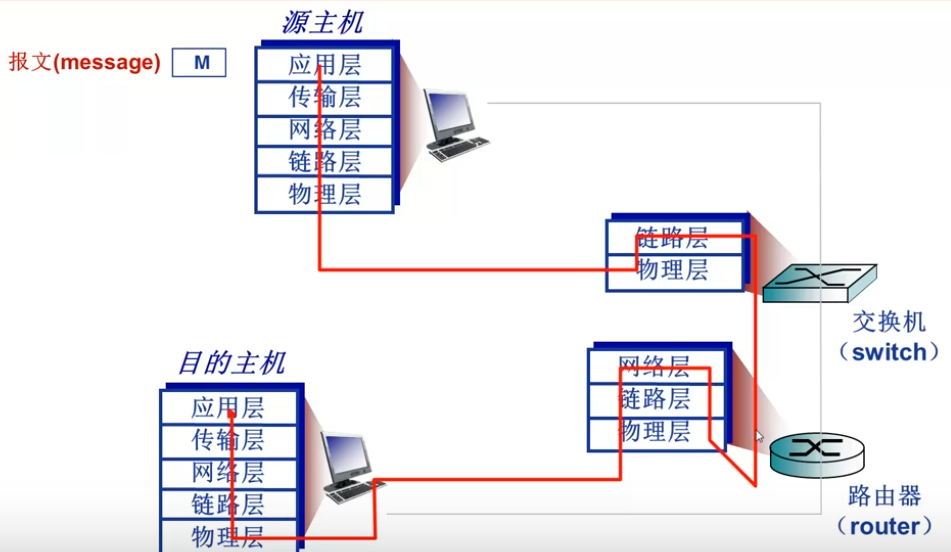 源主机
报文(message) M
应用层
传输层
网络层
链路层
物理层
链路层
物理层
交换机
（switch）
目的主机
应用层
传输层
网络层
链路层
物理层
网络层
链路层
物理层
路由器
（router）